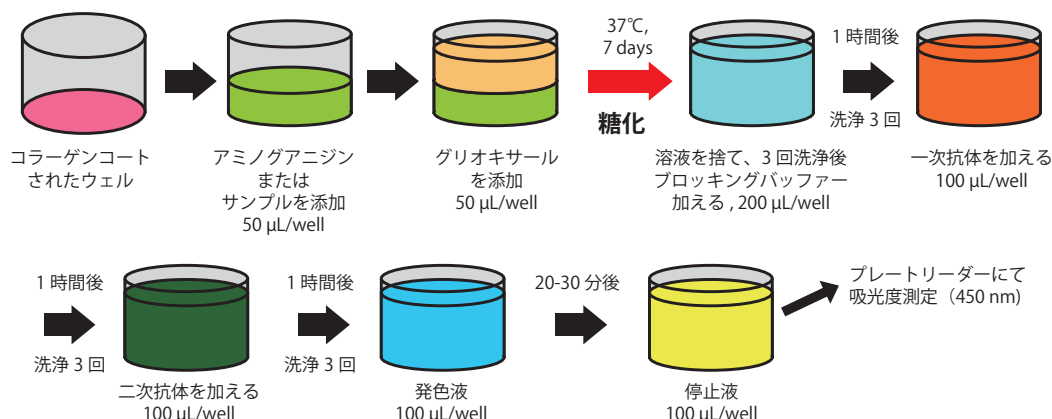 コラーゲンコート
されたウェル
アミノグアニジン
または
サンプルを添加
50 μL/well
グリオキサール
を添加
50 μL/well
37℃,
7 days
糖化
溶液を捨て、3 回洗浄後
ブロッキングバッファー
加える , 200 μL/well
1 時間後
洗浄 3 回
一次抗体を加える
100 μL/well
1 時間後
洗浄 3 回
二次抗体を加える
100 μL/well
1 時間後
洗浄 3 回
発色液
100 μL/well
20-30 分後
停止液
100 μL/well
プレートリーダーにて
吸光度測定（450 nm)